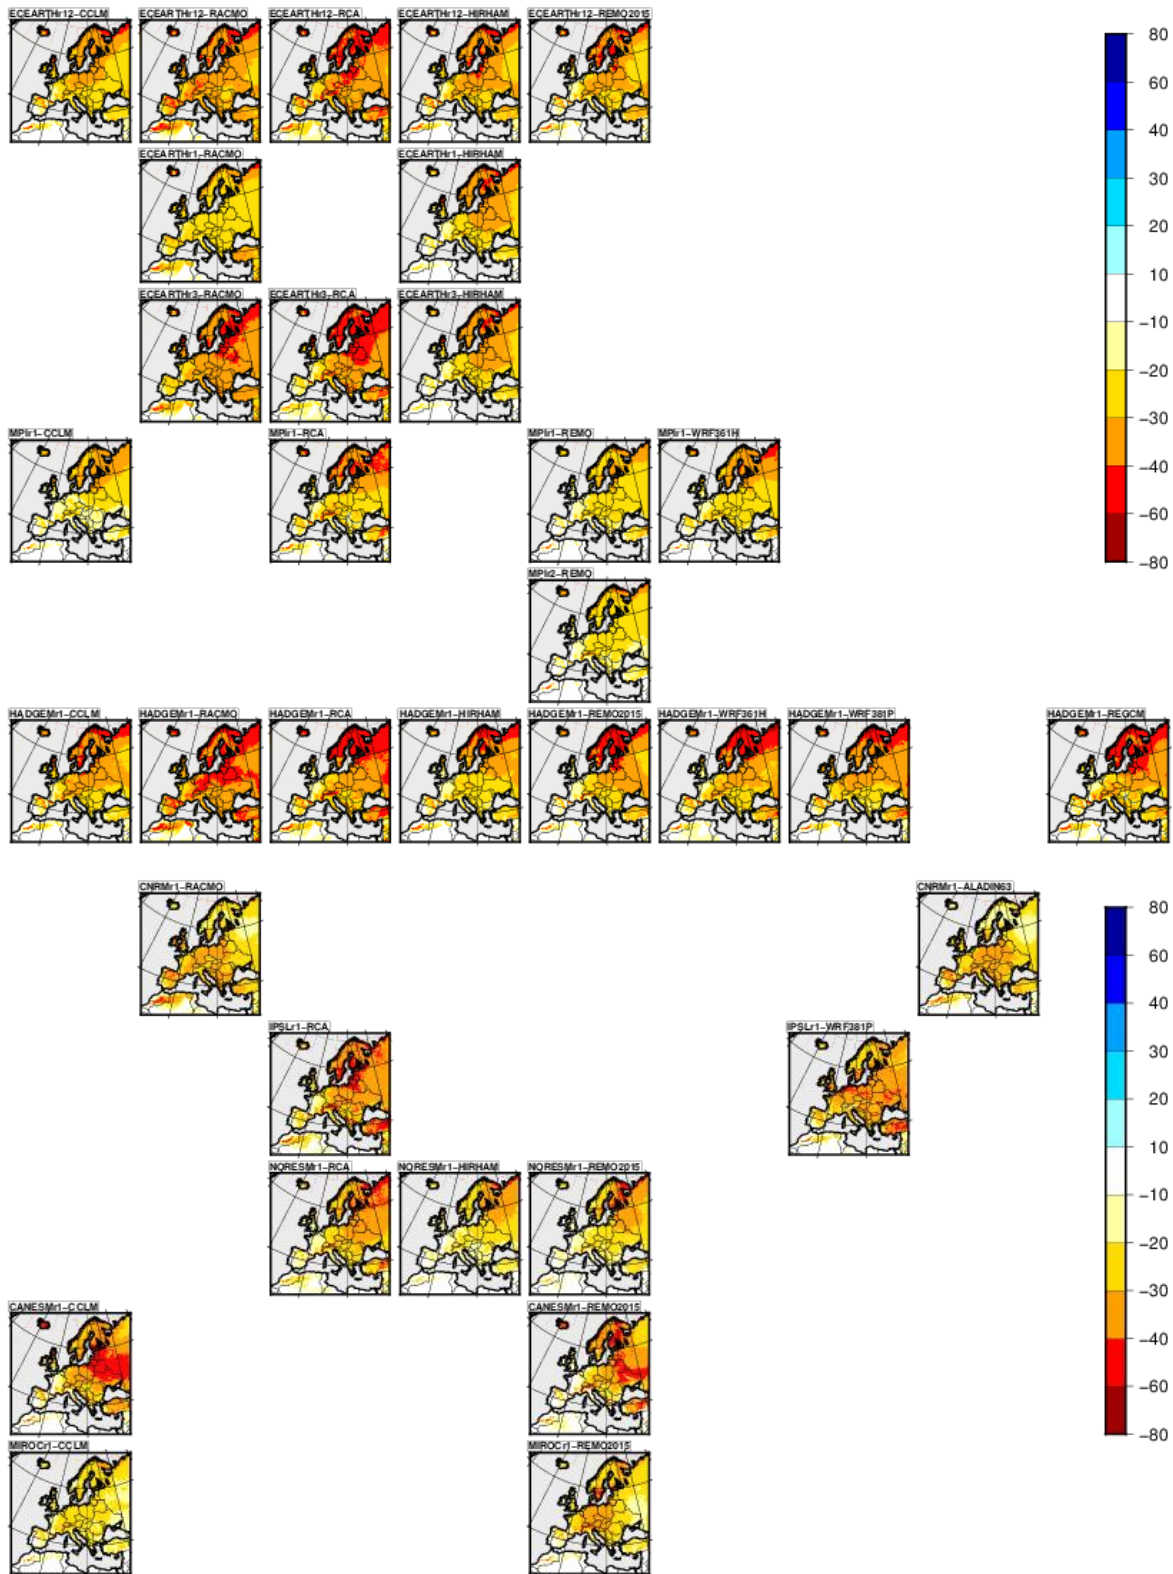 ECEARTHr12-CCLM ECEARTHr12-RACMO ECEARTHr12-RCA ECEARTHr12-HIRHAM ECEARTHr12-REMO2015
ECEARTHr1-RACMO ECEARTHr1-HIRHAM
ECEARTHr3-RACMO ECEARTHr3-RCA ECEARTHr3-HIRHAM
MPIr1-CCLM MPIr1-RCA MPIr1-REMO MPIr1-WRF361H
MPIr2-REMO
HADGEMr1-CCLM HADGEMr1-RACMO HADGEMr1-RCA HADGEMr1-HIRHAM HADGEMr1-REMO2015 HADGEMr1-WRF361H HADGEMr1-WRF381P HADGEMr1-REGCM
80
60
40
30
20
10
-10
-20
-30
-40
-60
-80
CNRMr1-RACMO CNRMr1-ALADIN63
IPSLr1-RCA IPSLr1-WRF381P
NORESMr1-RCA NORESMr1-HIRHAM NORESMr1-REMO2015
CANESMr1-CCLM CANESMr1-REMO2015
MIROCr1-CCLM MIROCr1-REMO2015
80
60
40
30
20
10
-10
-20
-30
-40
-60
-80